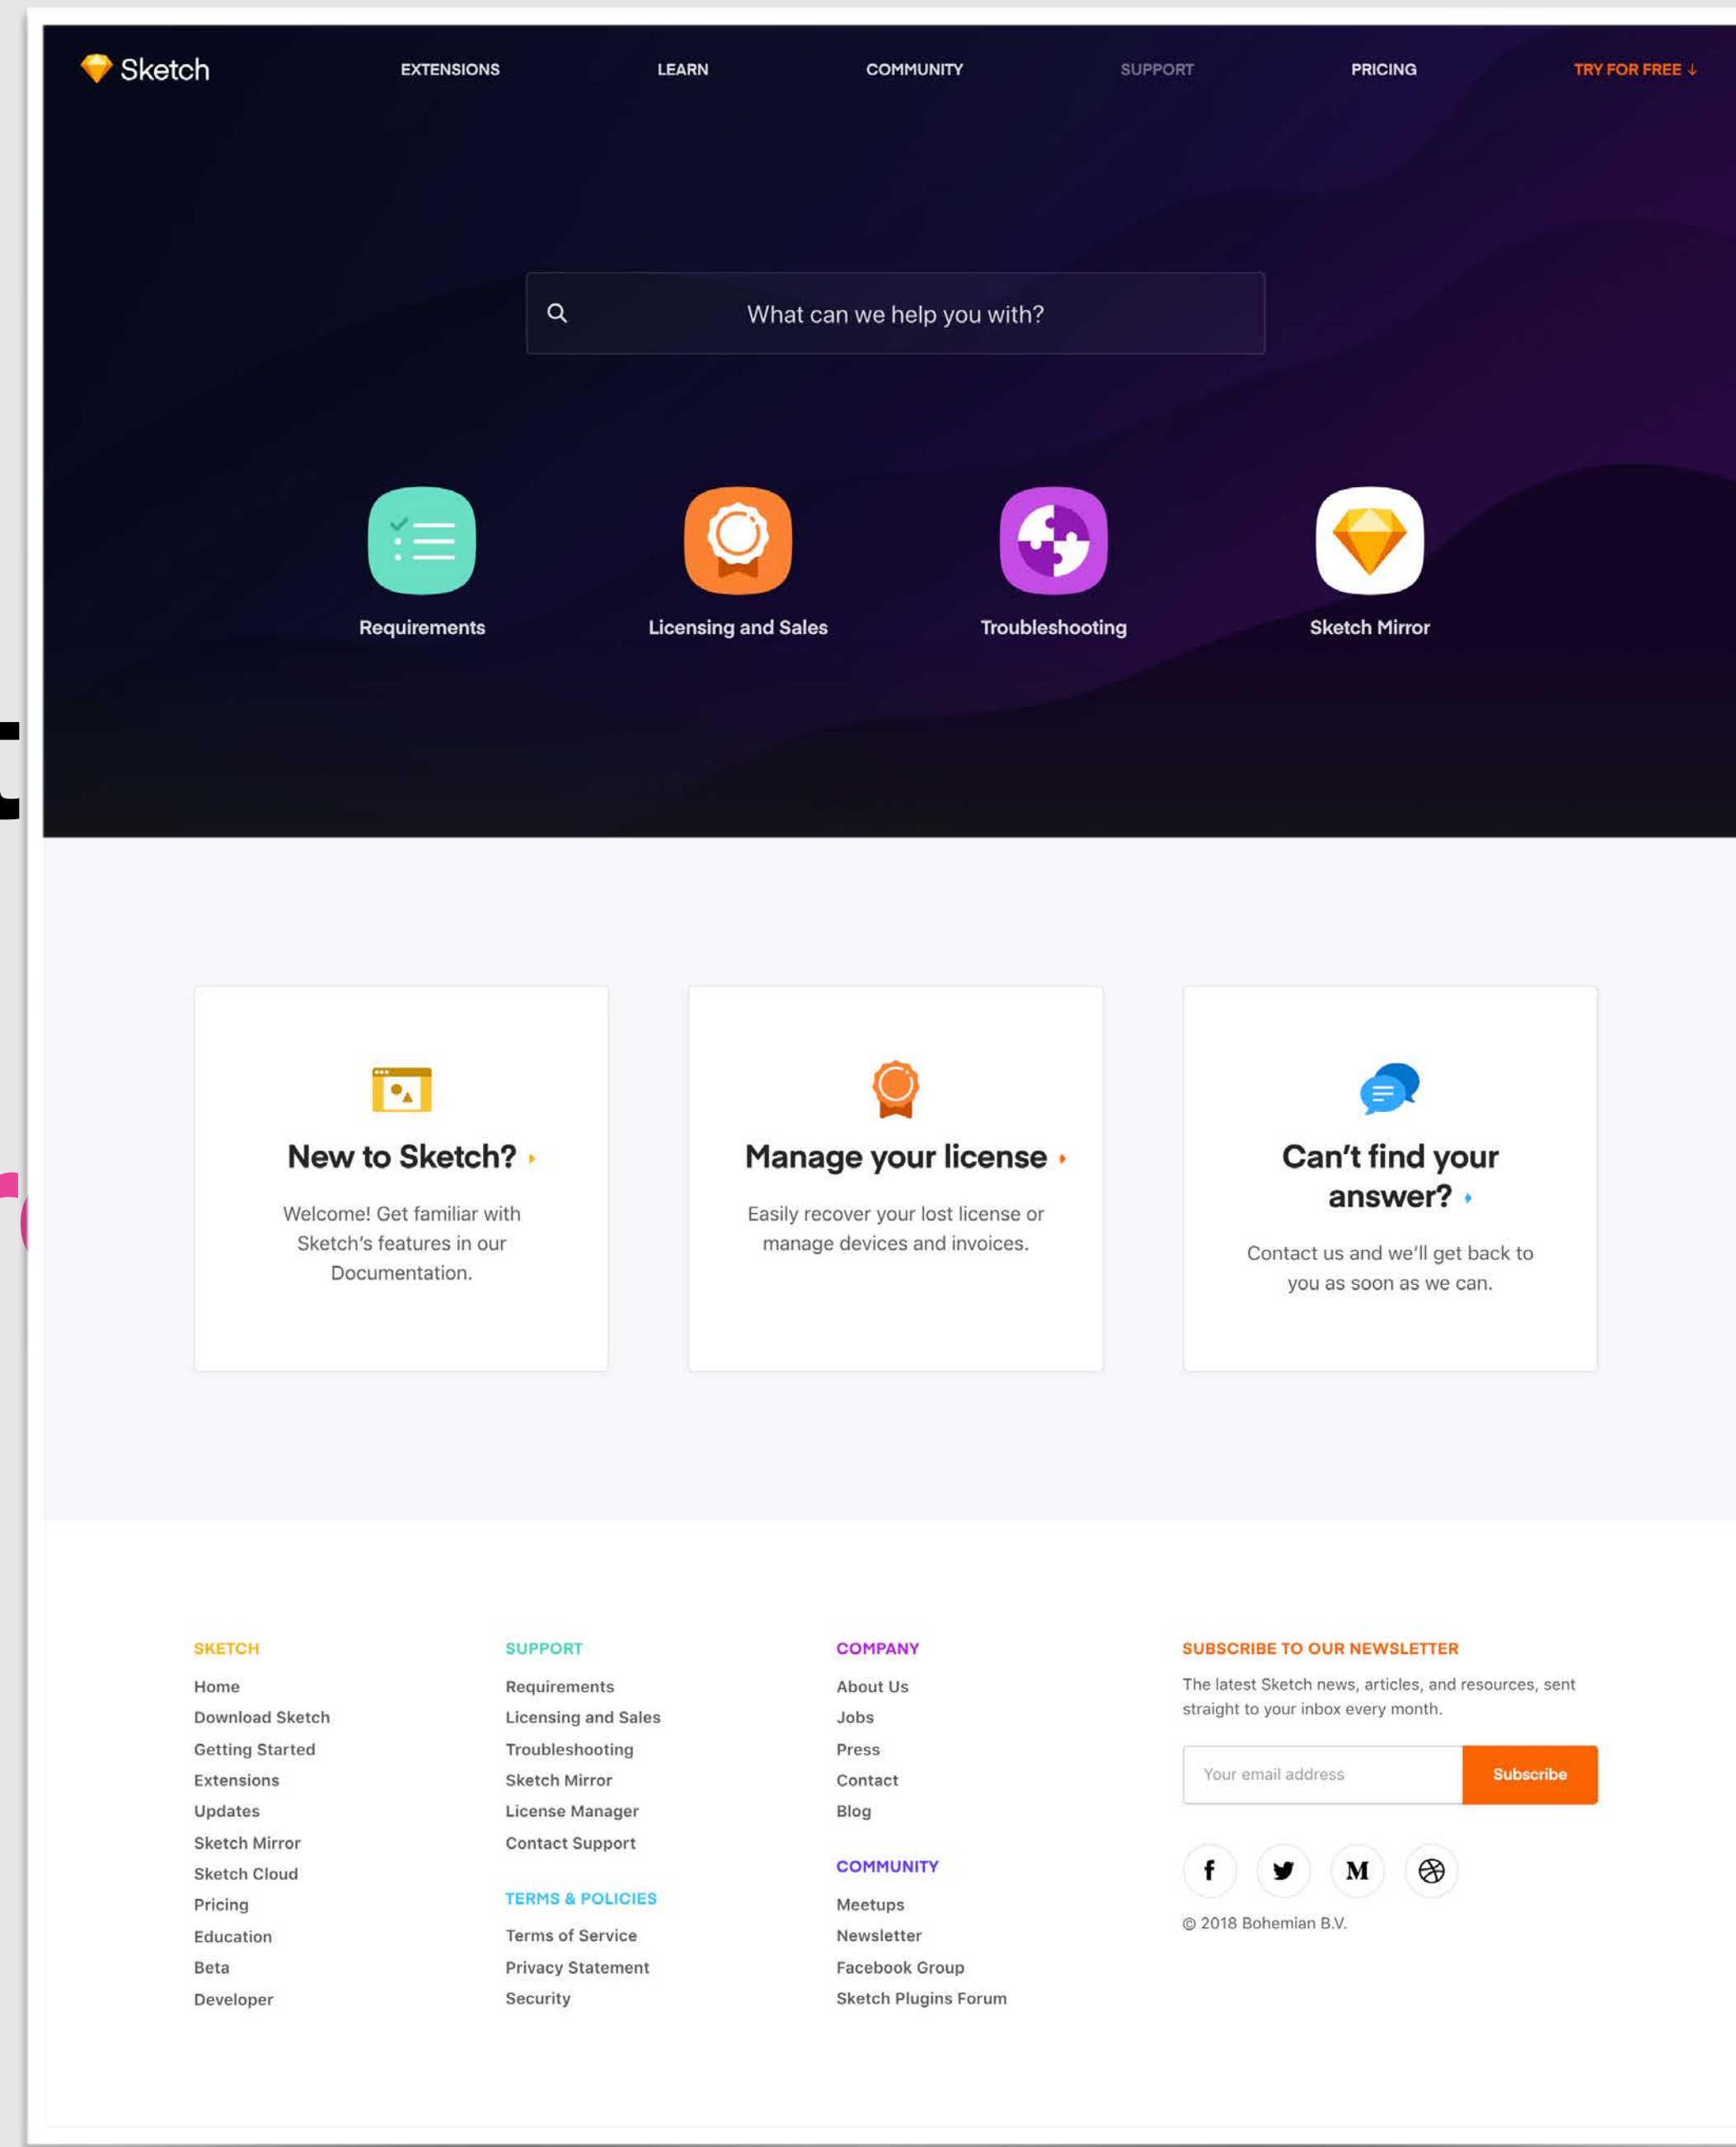 Sketch
EXTENSIONS
LEARN
COMMUNITY
SUPPORT
PRICING
TRY FOR FREE ↓
What can we help you with?
Requirements
Licensing and Sales
Troubleshooting
Sketch Mirror
New to Sketch?
Welcome! Get familiar with
Sketch's features in our
Documentation.
Manage your license
Easily recover your lost license or
manage devices and invoices.
Can't find your
answer?
Contact us and we'll get back to
you as soon as we can.
SKETCH
Home
Download Sketch
Getting Started
Extensions
Updates
Sketch Mirror
Sketch Cloud
Pricing
Education
Beta
Developer
SUPPORT
Requirements
Licensing and Sales
Troubleshooting
Sketch Mirror
License Manager
Contact Support
TERMS & POLICIES
Terms of Service
Privacy Statement
Security
COMPANY
About Us
Jobs
Press
Contact
Blog
COMMUNITY
Meetups
Newsletter
Facebook Group
Sketch Plugins Forum
SUBSCRIBE TO OUR NEWSLETTER
The latest Sketch news, articles, and resources, sent
straight to your inbox every month.
Your email address
Subscribe
© 2018 Bohemian B.V.